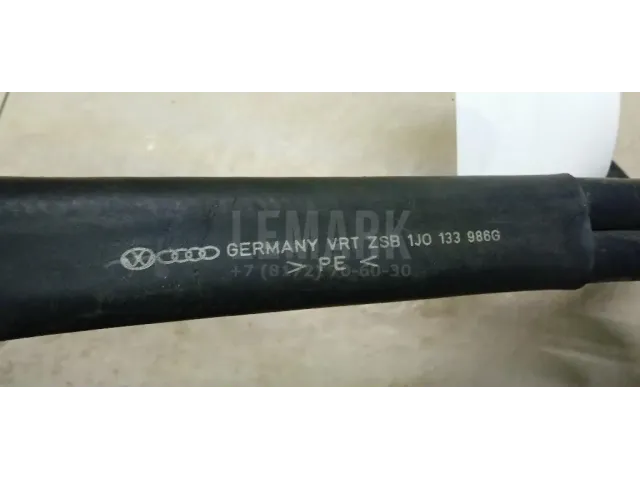 LEMARK
GERMANY VRT ZSB 1J0 133 986G
> PE <